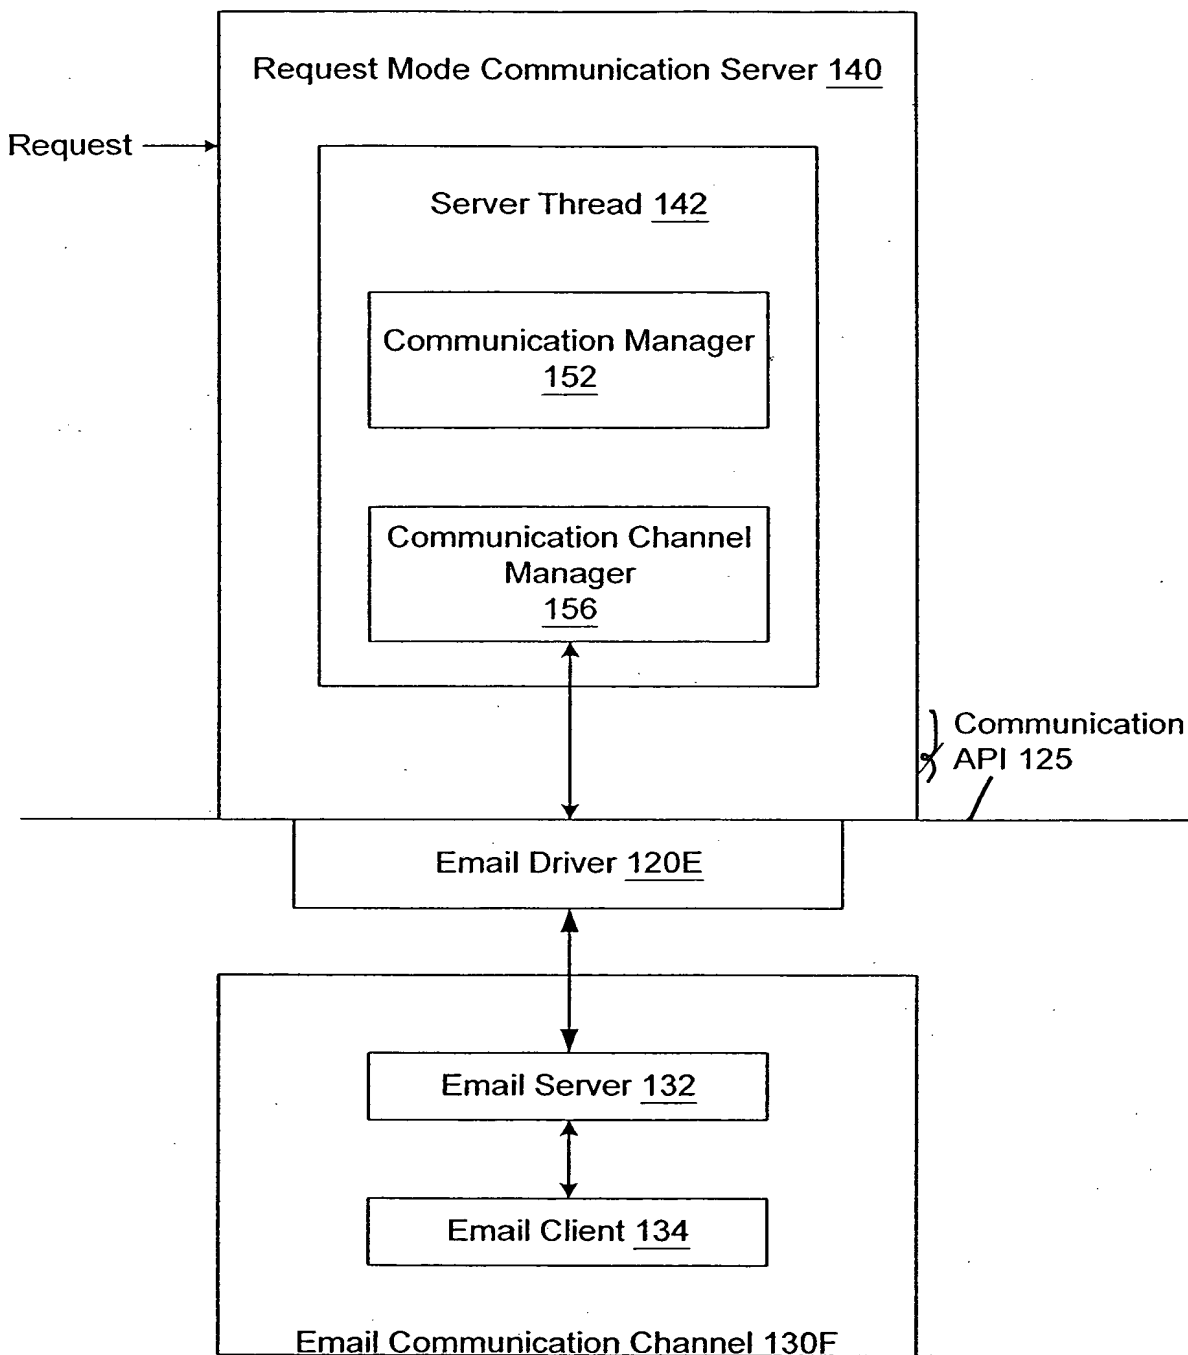 Request Mode Communication Server 140
Request
Server Thread 142
Communication Manager
152
Communication Channel
Manager
156
Communication
API 125
Email Driver 120E
Email Server 132
Email Client 134
Email Communication Channel 130F